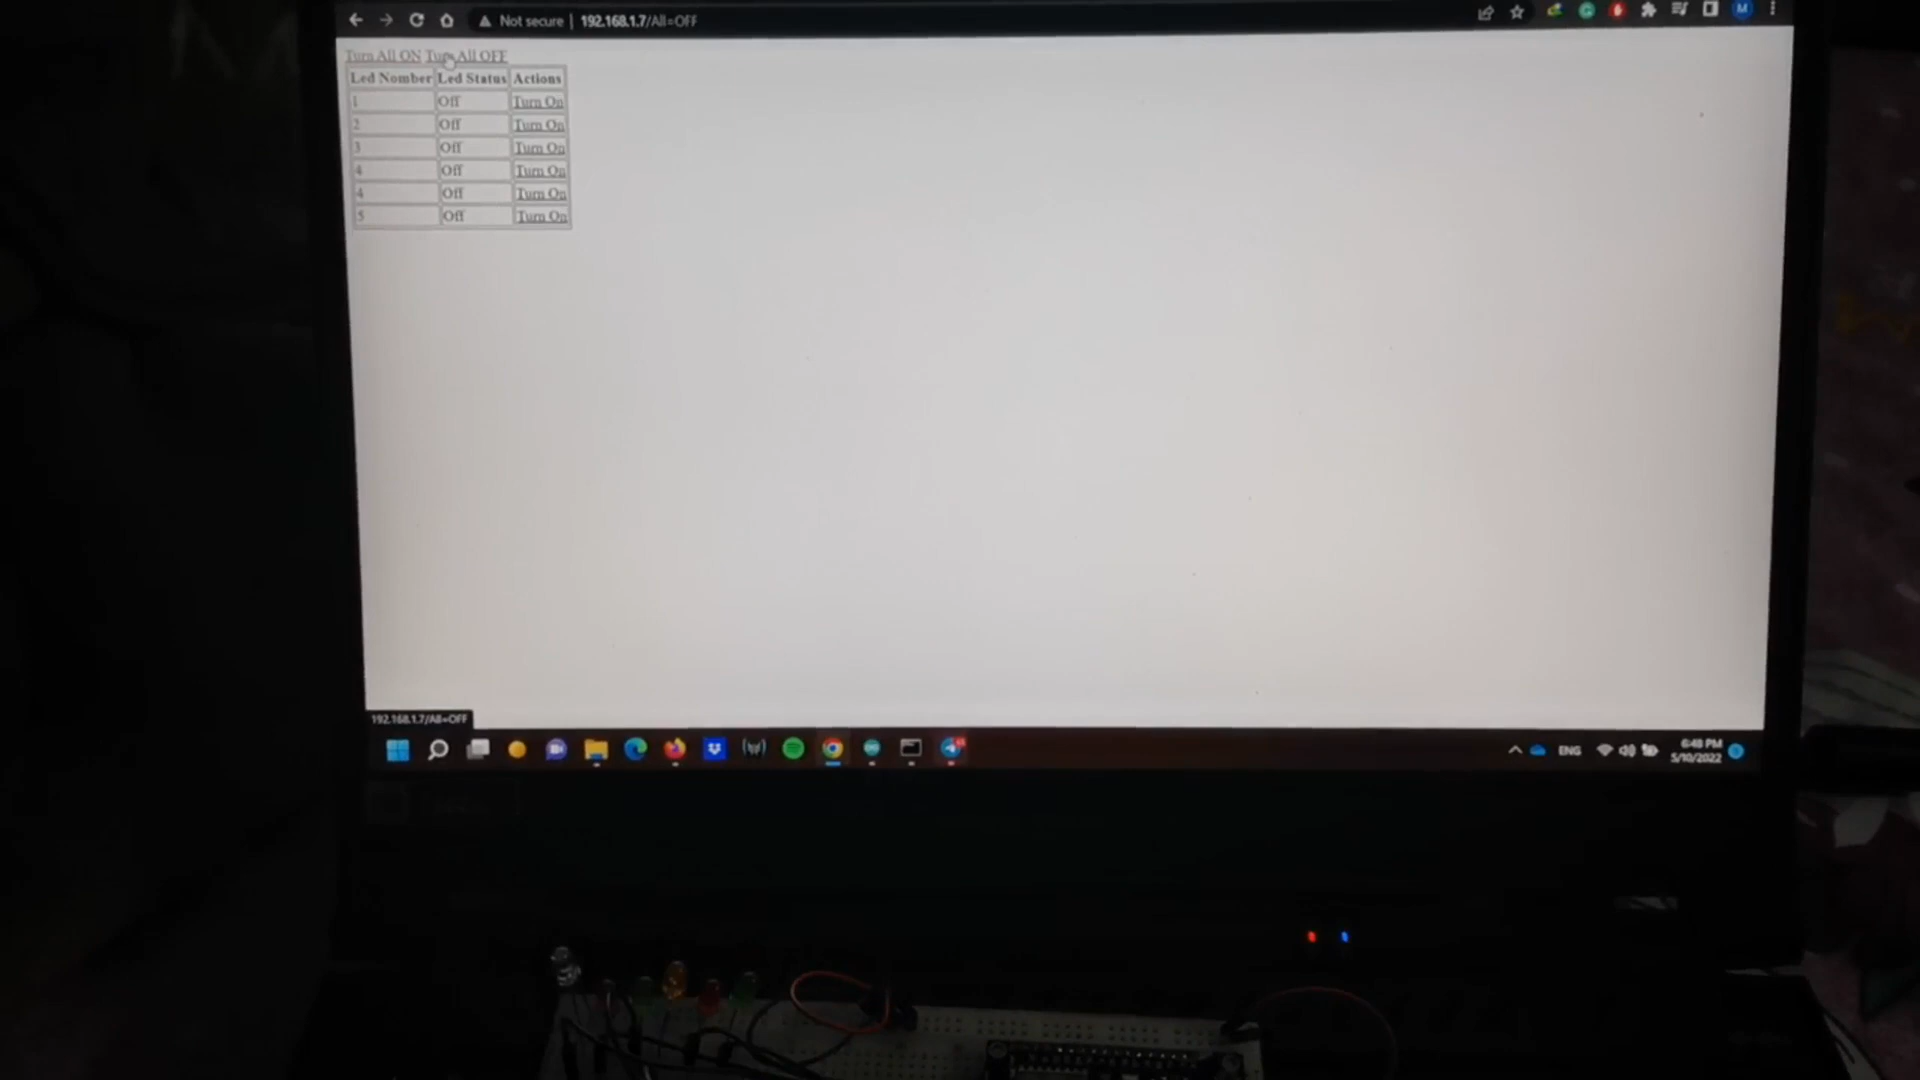 Not secure | 192.168.1.7/All=OFF
M
Turn All ON Turn All OFF
Led Nomber Led Status Actions
1 Off Turn On
2 Off Turn On
3 Off Turn On
4 Off Turn On
4 Off Turn On
5 Off Turn On
192.168.1.7/All=OFF
ENG
6:48 PM
5/10/2022